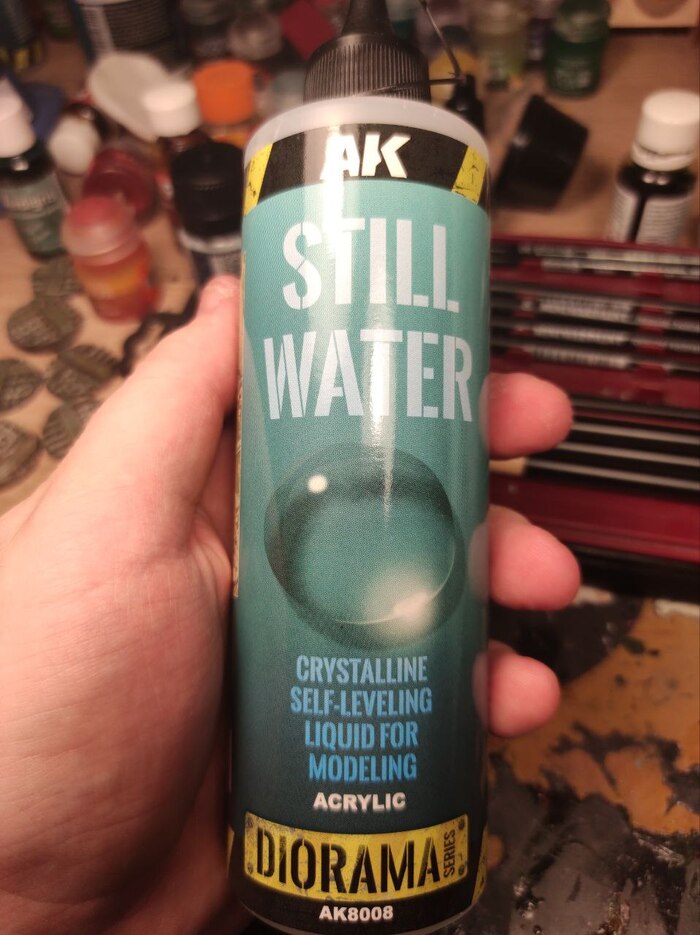 AK
STILL
WATER
CRYSTALLINE
SELF-LEVELING
LIQUID FOR
MODELING
ACRYLIC
DIORAMA SERIES
AK8008